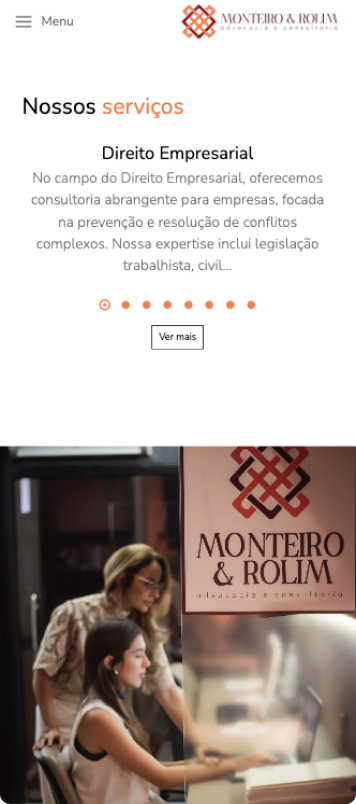 Menu
MONTEIRO & ROLIM
advocacia e consultoria
Nossos serviços
Direito Empresarial
No campo do Direito Empresarial, oferecemos
consultoria abrangente para empresas, focada
na prevenção e resolução de conflitos
complexos. Nossa expertise inclui legislação
trabalhista, civil...
Ver mais
MONTEIRO
& ROLIM
advocacia e consultoria